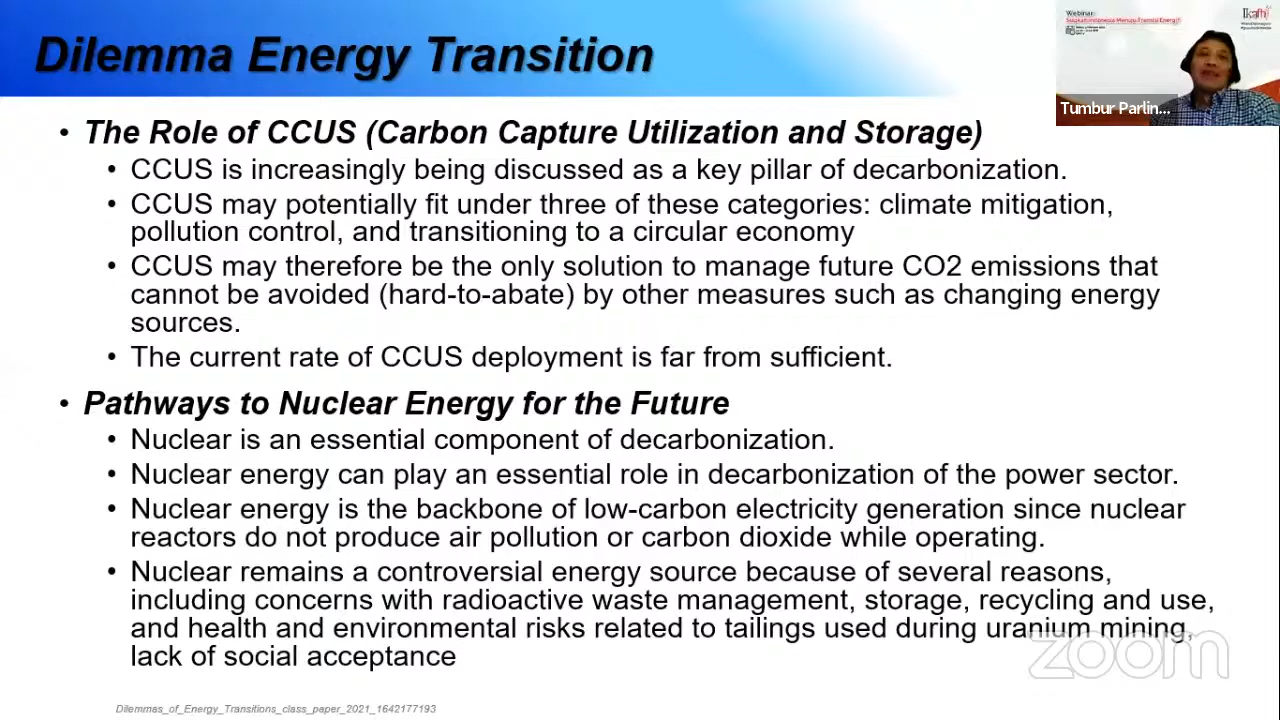 Dilemma Energy Transition
Webinar:
Tumbur Parlin...
• The Role of CCUS (Carbon Capture Utilization and Storage)
• CCUS is increasingly being discussed as a key pillar of decarbonization.
• CCUS may potentially fit under three of these categories: climate mitigation,
pollution control, and transitioning to a circular economy
• CCUS may therefore be the only solution to manage future CO2 emissions that
cannot be avoided (hard-to-abate) by other measures such as changing energy
sources.
• The current rate of CCUS deployment is far from sufficient.
• Pathways to Nuclear Energy for the Future
• Nuclear is an essential component of decarbonization.
• Nuclear energy can play an essential role in decarbonization of the power sector.
• Nuclear energy is the backbone of low-carbon electricity generation since nuclear
reactors do not produce air pollution or carbon dioxide while operating.
• Nuclear remains a controversial energy source because of several reasons,
including concerns with radioactive waste management, storage, recycling and use,
and health and environmental risks related to tailings used during uranium mining,
lack of social acceptance
zoom
Dilemmas_of_Energy_Transitions_class_paper_2021_1642177193